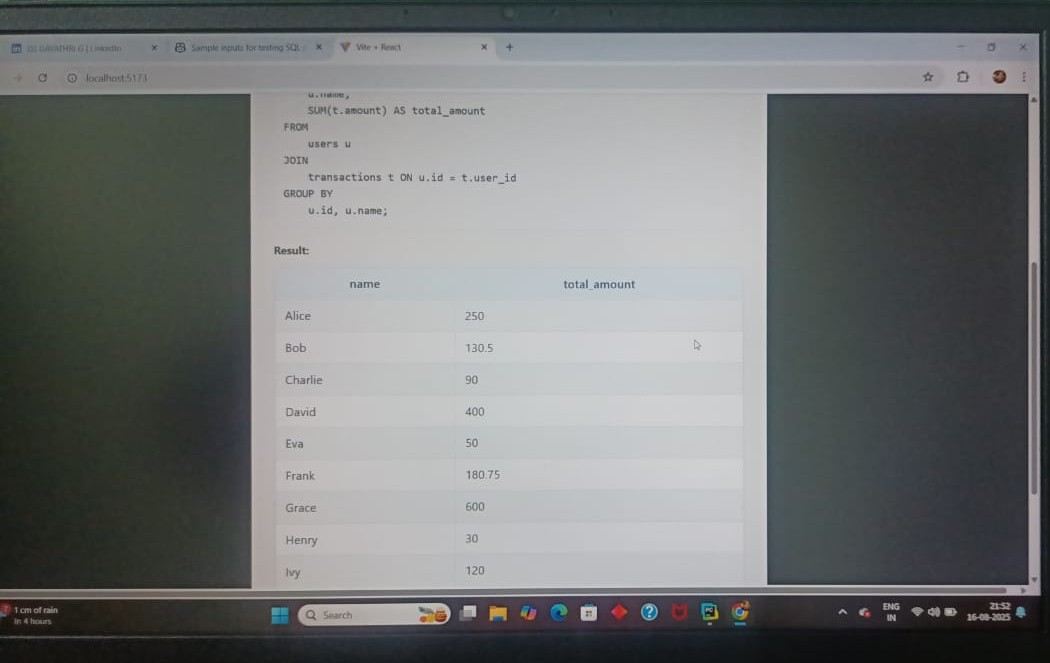 GAYATHRI G | LinkedIn
Sample inputs for testing SQL
Vite + React
localhost:5173
u.name,
SUM(t.amount) AS total_amount
FROM
users u
JOIN
transactions t ON u.id = t.user_id
GROUP BY
u.id, u.name;
Result:
name total_amount
Alice 250
Bob 130.5
Charlie 90
David 400
Eva 50
Frank 180.75
Grace 600
Henry 30
Ivy 120
1 cm of rain
In 4 hours
Search
ENG
IN
21:52
16-08-2025